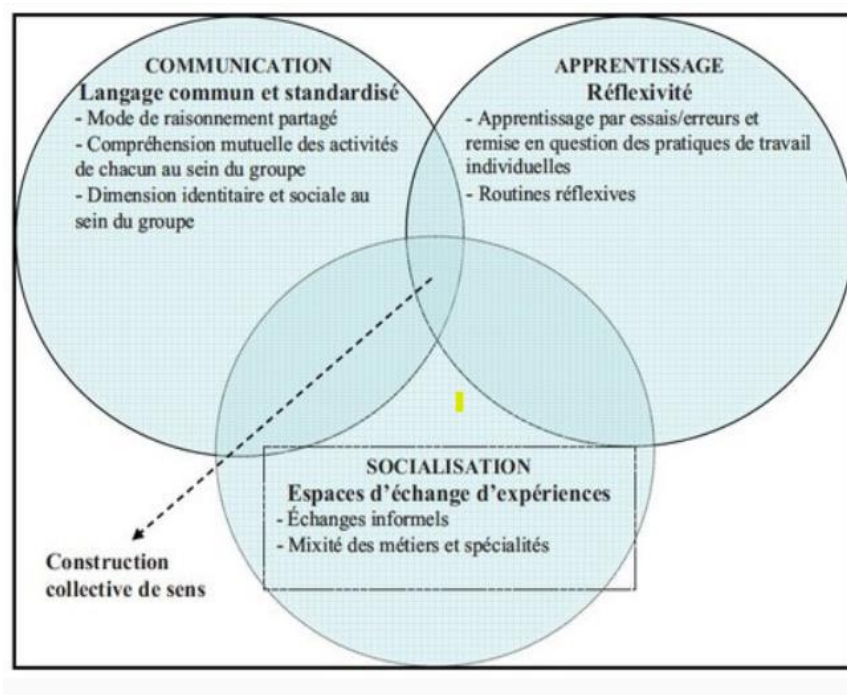 COMMUNICATION
Langage commun et standardisé
- Mode de raisonnement partagé
- Compréhension mutuelle des activités
de chacun au sein du groupe
- Dimension identitaire et sociale au
sein du groupe
APPRENTISSAGE
Réflexivité
- Apprentissage par essais/erreurs et
remise en question des pratiques de travail
individuelles
- Routines réflexives
SOCIALISATION
Espaces d’échange d’expériences
- Échanges informels
- Mixité des métiers et spécialités
Construction
collective de sens